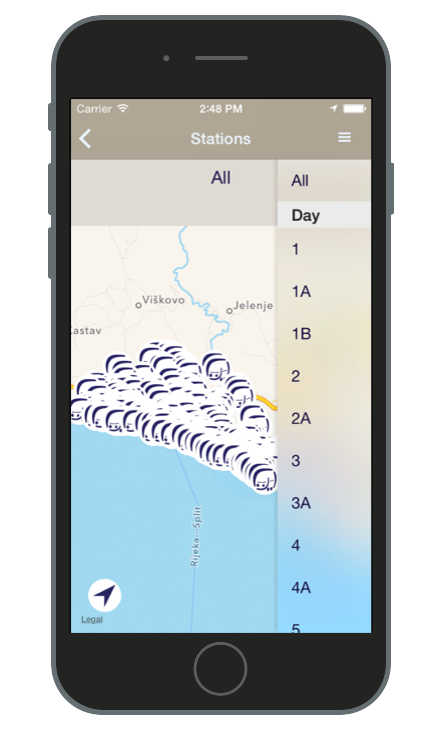 Carrier 2:48 PM
Stations
All
All
Day
1
1A
1B
2
2A
3
3A
4
4A
5
Viškovo
Jelenje
astav
Rijeka - Split
Legal